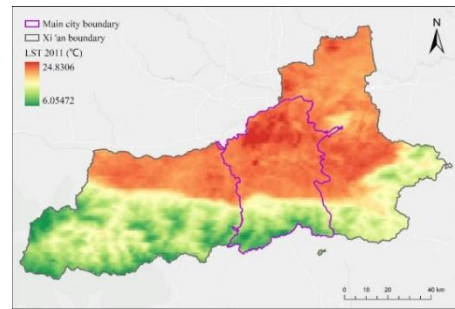 Main city boundary
Xi 'an boundary
LST 2011 (℃)
24.8306
6.05472
N
0 10 20 40 km